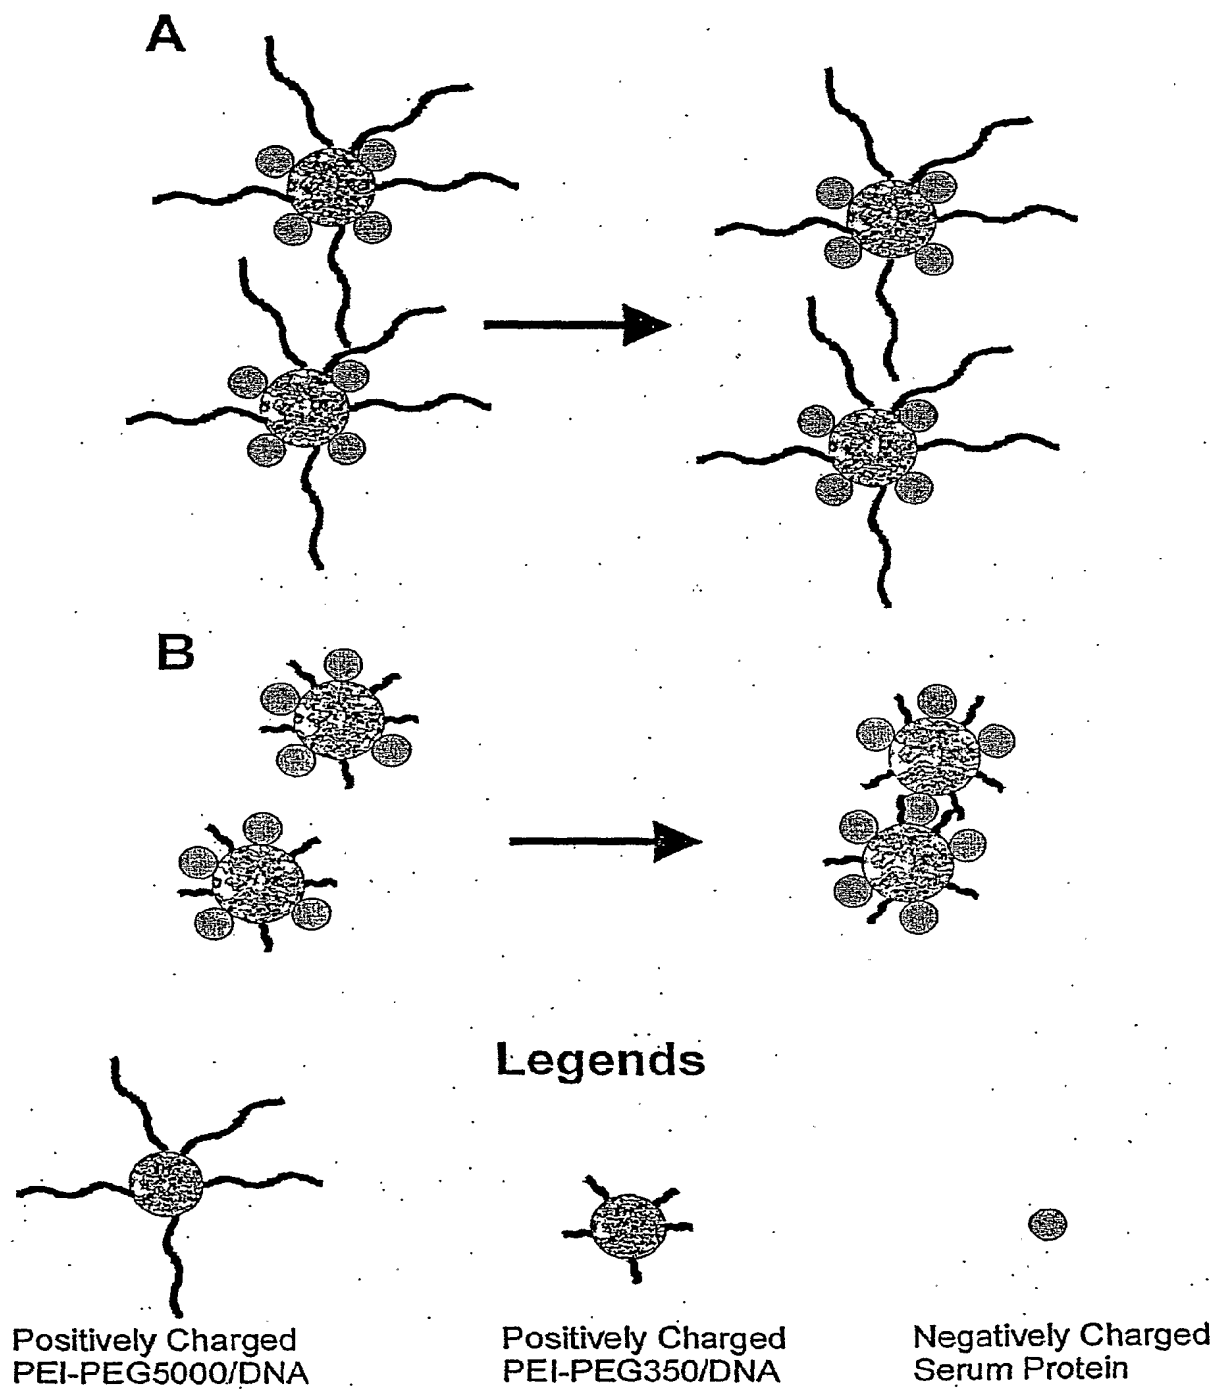 A
B
Legends
Positively Charged
PEI-PEG5000/DNA
Positively Charged
PEI-PEG350/DNA
Negatively Charged
Serum Protein